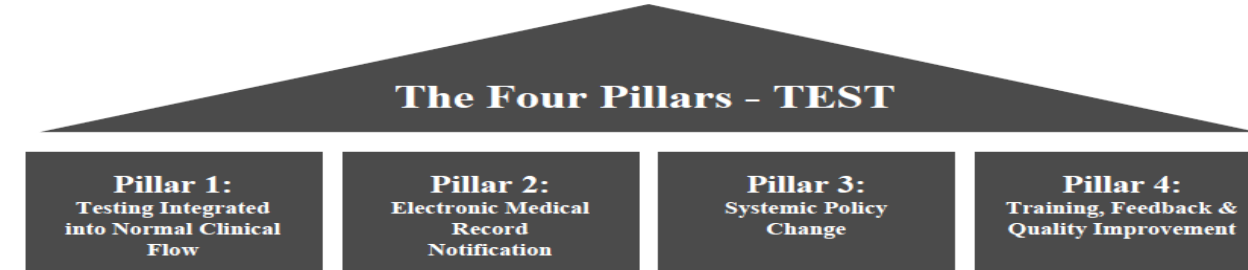 The Four Pillars - TEST
Pillar 1:
Testing Integrated
into Normal Clinical
Flow
Pillar 2:
Electronic Medical
Record
Notification
Pillar 3:
Systemic Policy
Change
Pillar 4:
Training, Feedback &
Quality Improvement